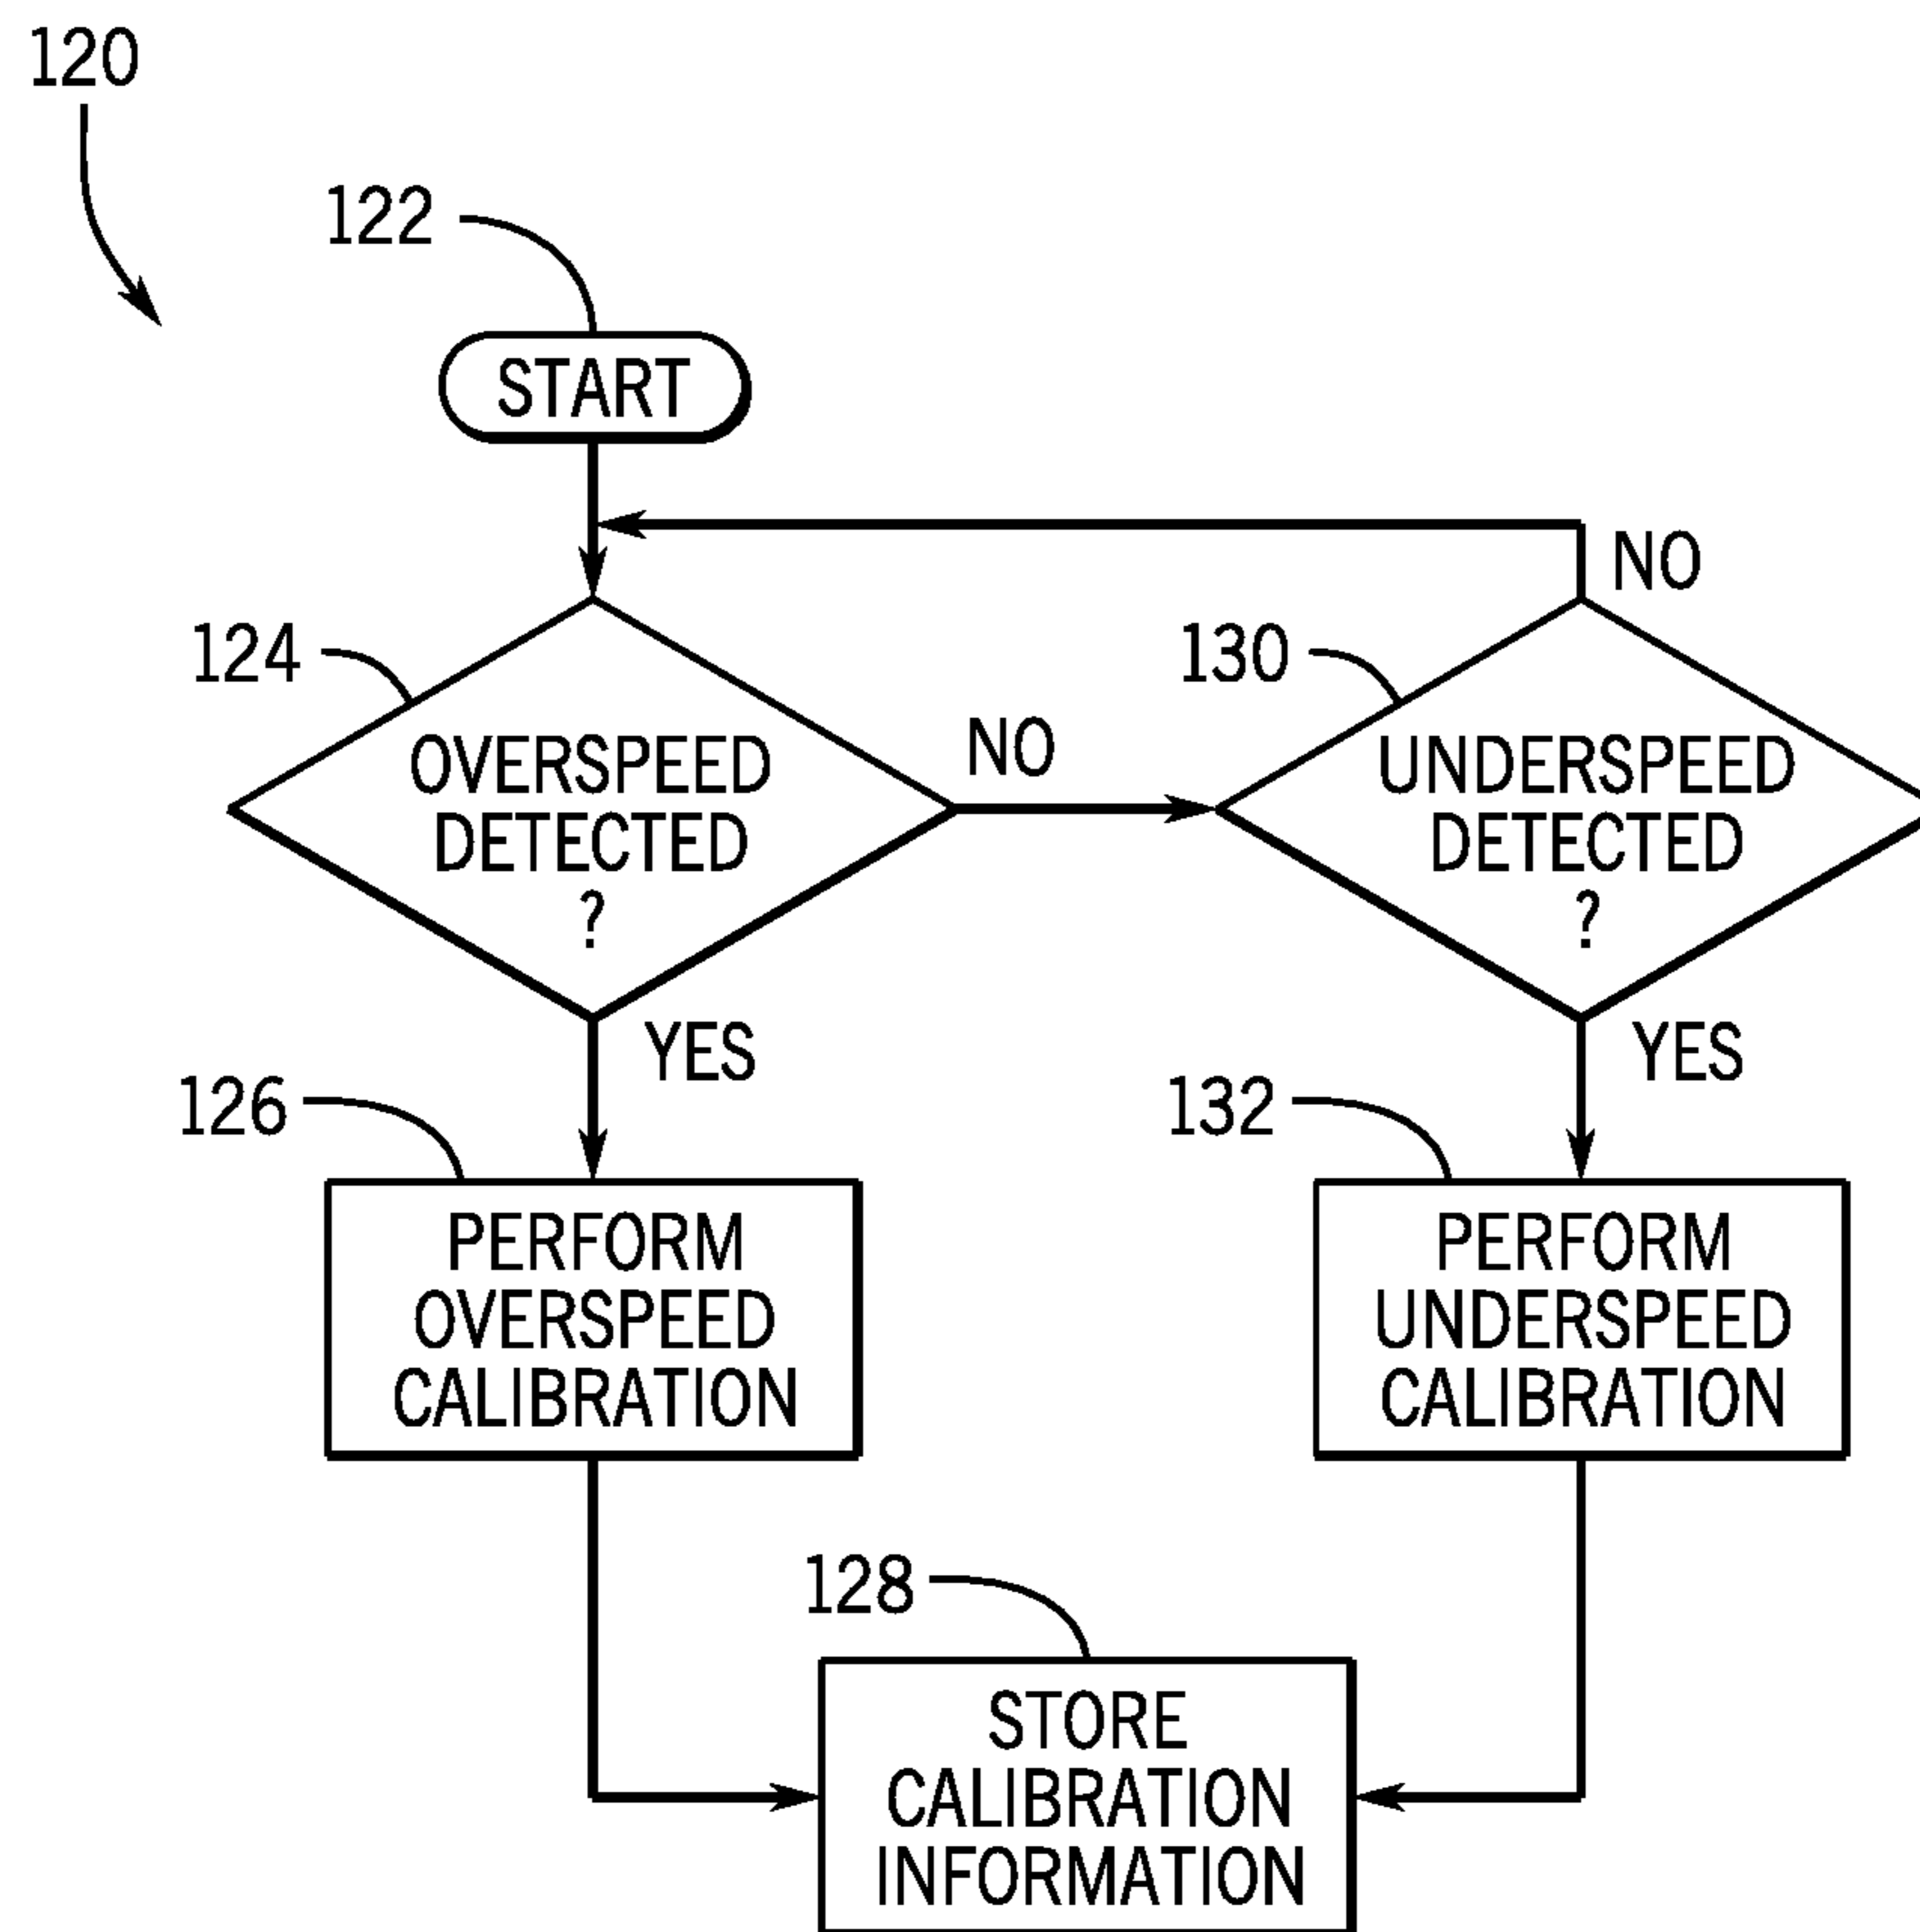 120
122
START
NO
124
130
OVERSPEED
DETECTED
?
NO
UNDERSPEED
DETECTED
?
YES
YES
126
132
PERFORM
OVERSPEED
CALIBRATION
PERFORM
UNDERSPEED
CALIBRATION
128
STORE
CALIBRATION
INFORMATION